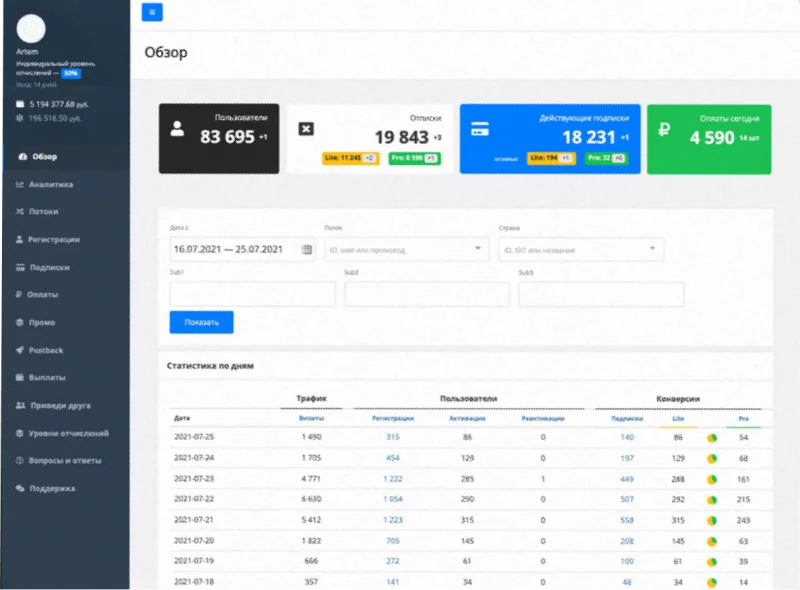 Artem
Индивидуальный уровень
отчислений — 50%
Холд: 14 дней
5 194 377.68 руб.
196 516.50 руб.
Обзор
Аналитика
Потоки
Регистрации
Подписки
Оплаты
Промо
Postback
Выплаты
Приведи друга
Уровни отчислений
Вопросы и ответы
Поддержка
Обзор
Пользователи
83 695 +1
Отписки
19 843 +3
Lite: 11 245 +2 Pro: 8 598 +1
Действующие подписки
18 231 +1
активные Lite: 194 +1 Pro: 32 +0
Оплаты сегодня
4 590 14 шт
Дата с Поток Страна
16.07.2021 — 25.07.2021 ID, имя или промокод ID, ISO или название
Sub1 Sub2 Sub3
Показать
Статистика по дням
Трафик Пользователи Конверсии
Дата Визиты Регистрации Активации Реактивации Подписки Lite Pro
2021-07-25 1 490 315 86 0 140 86 54
2021-07-24 1 705 454 129 0 197 129 68
2021-07-23 4 771 1 222 285 1 449 288 161
2021-07-22 6 630 1 054 290 0 507 292 215
2021-07-21 5 412 1 223 315 0 558 315 243
2021-07-20 1 822 705 145 0 208 145 63
2021-07-19 666 272 61 0 100 61 39
2021-07-18 357 141 34 0 48 34 14